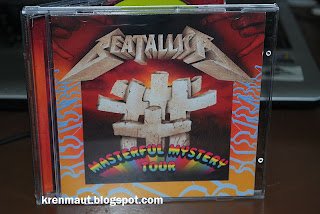 BEATALLICA
MASTERFUL MYSTERY
TOUR
krenmaut.blogspot.com